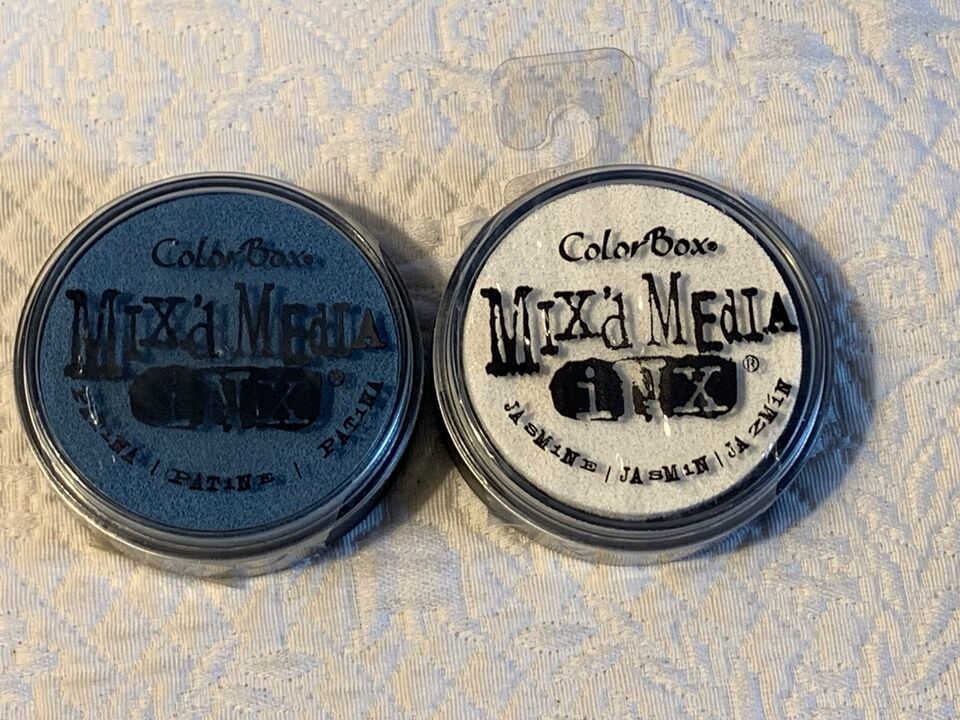 ColorBox®
MIX'd MEdIA
iNX®
PATiNA | PATiNE | PATiNA
ColorBox®
MIX'd MEdIA
iNX®
JASMiNE | JASMiN | JAZMiN